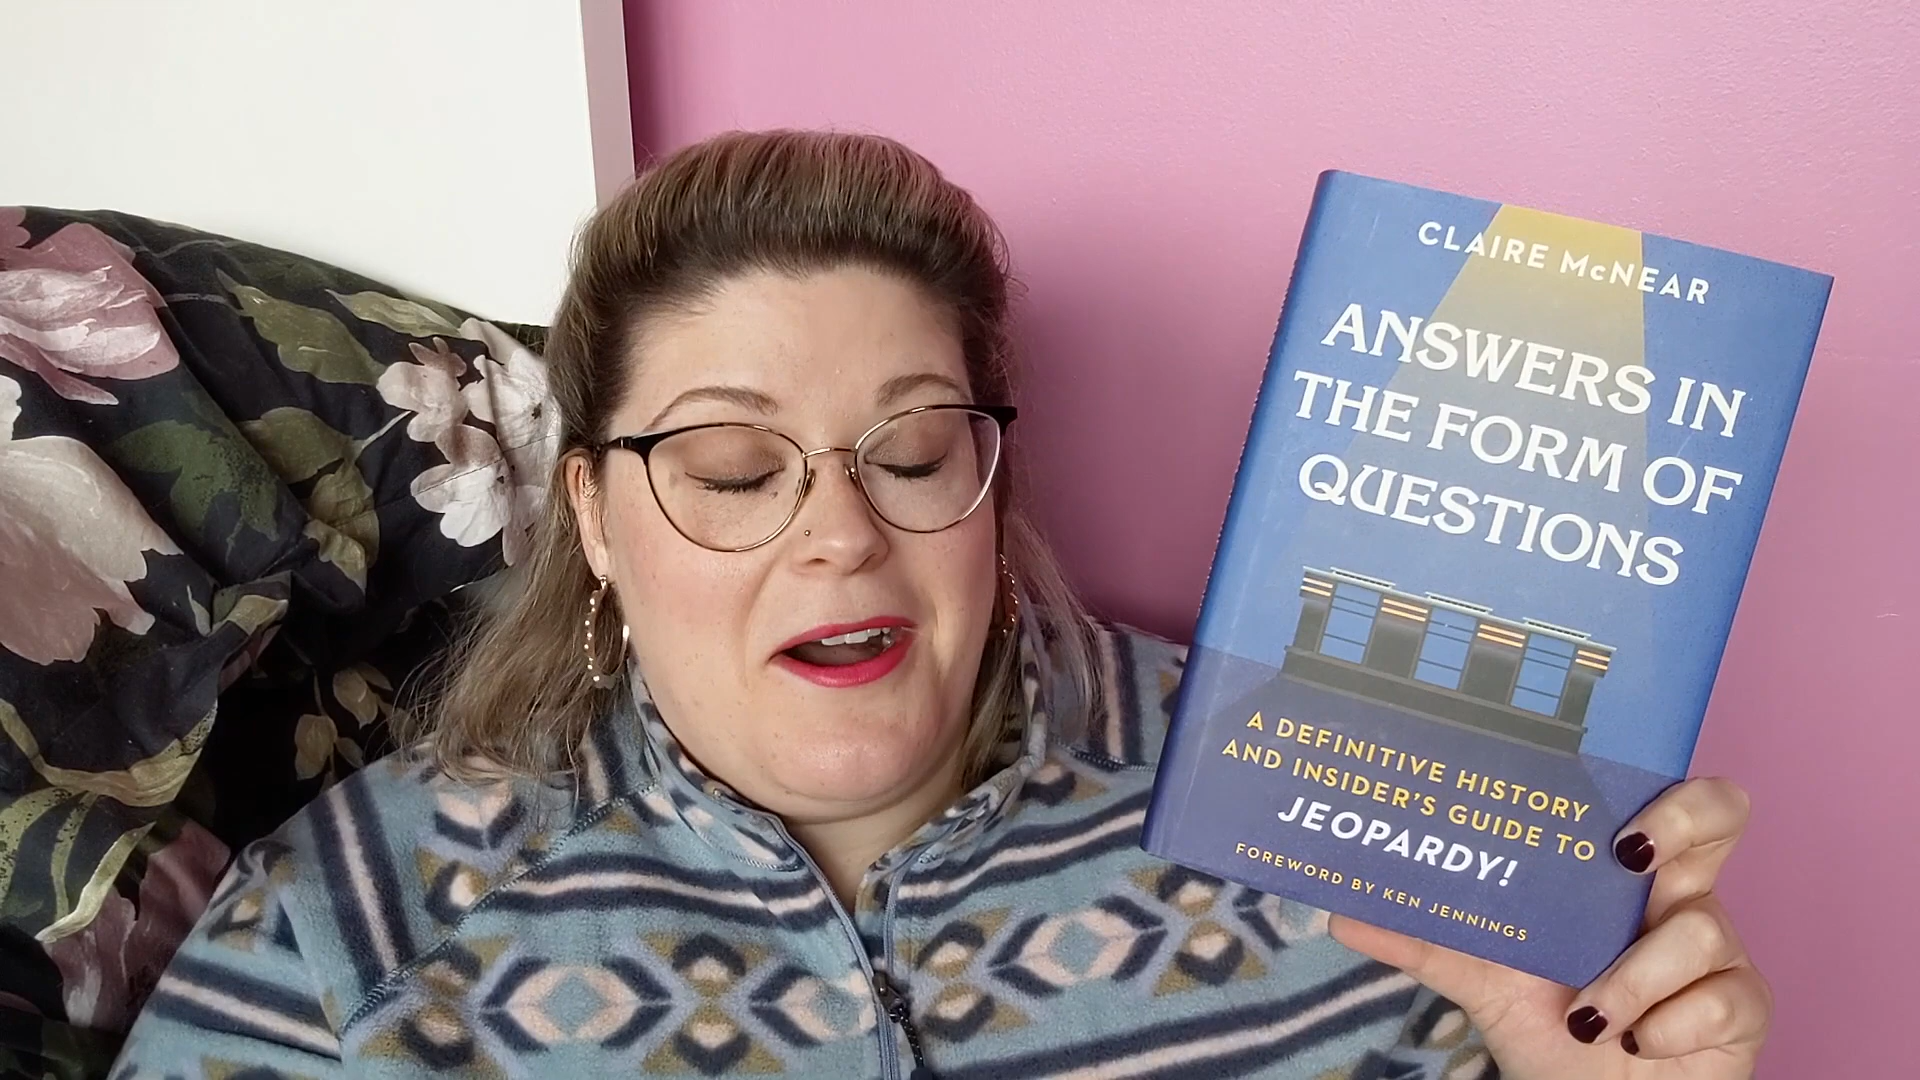 CLAIRE McNEAR
ANSWERS IN
THE FORM OF
QUESTIONS
A DEFINITIVE HISTORY
AND INSIDER'S GUIDE TO
JEOPARDY!
FOREWORD BY KEN JENNINGS